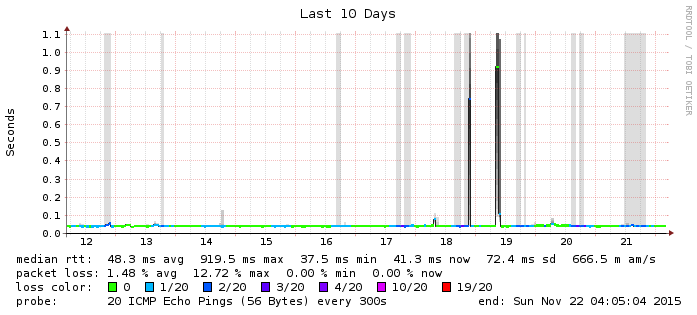 Last 10 Days
RRDTOOL / TOBI OETIKER
Seconds
1.1
1.0
0.9
0.8
0.7
0.6
0.5
0.4
0.3
0.2
0.1
0.0
12 13 14 15 16 17 18 19 20 21
median rtt: 48.3 ms avg 919.5 ms max 37.5 ms min 41.3 ms now 72.4 ms sd 666.5 m am/s
packet loss: 1.48 % avg 12.72 % max 0.00 % min 0.00 % now
loss color: 0 1/20 2/20 3/20 4/20 10/20 19/20
probe: 20 ICMP Echo Pings (56 Bytes) every 300s end: Sun Nov 22 04:05:04 2015